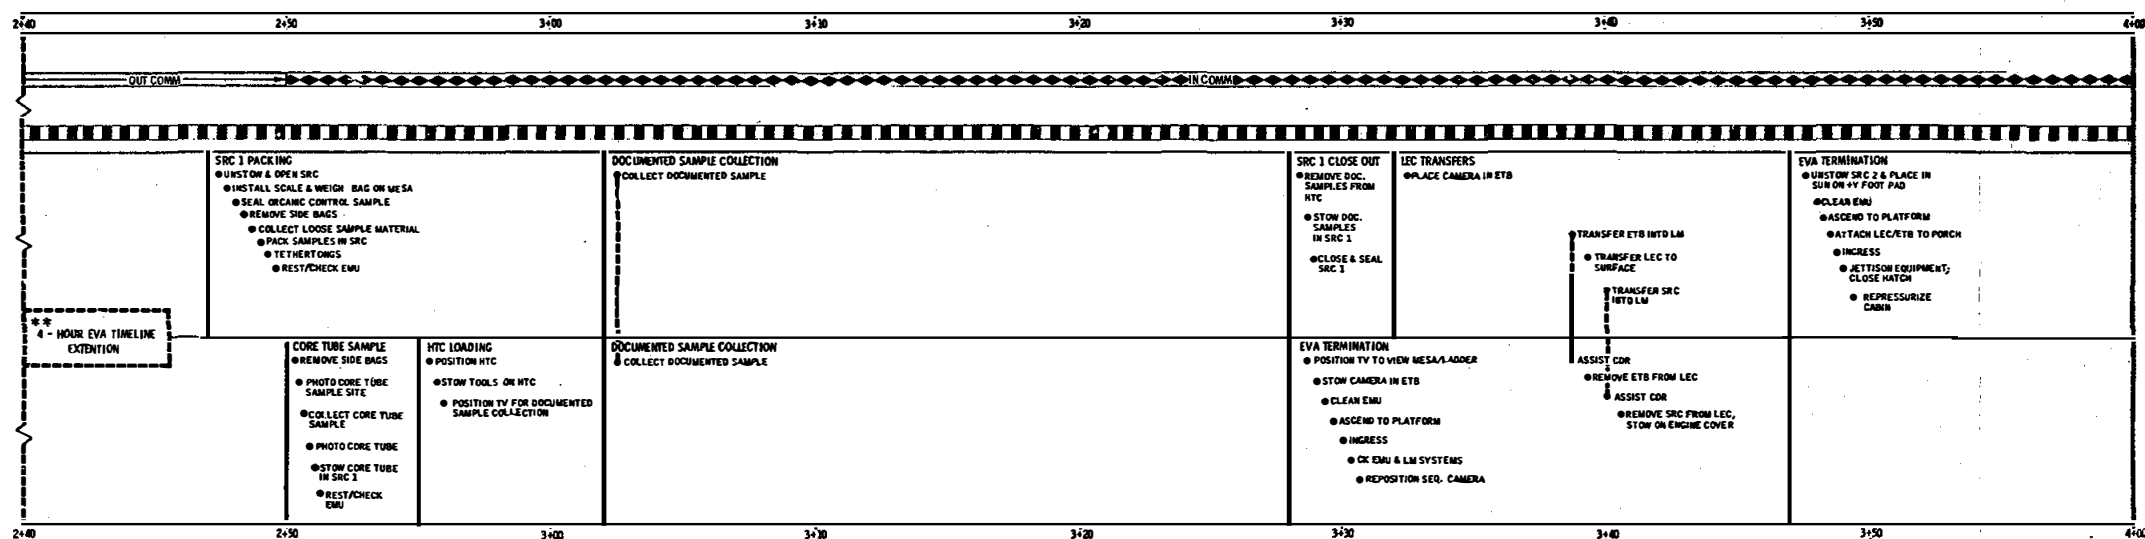 2+40 2+50 3+00 3+10 3+20 3+30 3+40 3+50 4+00
OUT COMM
IN COMM
SRC 1 PACKING
UNSTOW & OPEN SRC
INSTALL SCALE & WEIGH BAG ON MESA
SEAL ORGANIC CONTROL SAMPLE
REMOVE SIDE BAGS
COLLECT LOOSE SAMPLE MATERIAL
PACK SAMPLES IN SRC
TETHERTONGS
REST/CHECK EMU
DOCUMENTED SAMPLE COLLECTION
COLLECT DOCUMENTED SAMPLE
SRC 1 CLOSE OUT
REMOVE DOC.
SAMPLES FROM
HTC
STOW DOC.
SAMPLES
IN SRC 1
CLOSE & SEAL
SRC 1
LEC TRANSFERS
PLACE CAMERA IN ETB
TRANSFER ETB INTO LM
TRANSFER LEC TO
SURFACE
TRANSFER SRC
INTO LM
EVA TERMINATION
UNSTOW SRC 2 & PLACE IN
SUN ON +Y FOOT PAD
CLEAN EMU
ASCEND TO PLATFORM
ATTACH LEC/ETB TO PORCH
INGRESS
JETTISON EQUIPMENT;
CLOSE HATCH
REPRESSURIZE
CABIN
**
4 - HOUR EVA TIMELINE
EXTENTION
CORE TUBE SAMPLE
REMOVE SIDE BAGS
PHOTO CORE TUBE
SAMPLE SITE
COLLECT CORE TUBE
SAMPLE
PHOTO CORE TUBE
STOW CORE TUBE
IN SRC 1
REST/CHECK
EMU
HTC LOADING
POSITION HTC
STOW TOOLS ON HTC
POSITION TV FOR DOCUMENTED
SAMPLE COLLECTION
DOCUMENTED SAMPLE COLLECTION
COLLECT DOCUMENTED SAMPLE
EVA TERMINATION
POSITION TV TO VIEW MESA/LADDER
STOW CAMERA IN ETB
CLEAN EMU
ASCEND TO PLATFORM
INGRESS
CK EMU & LM SYSTEMS
REPOSITION SEQ. CAMERA
ASSIST CDR
REMOVE ETB FROM LEC
ASSIST CDR
REMOVE SRC FROM LEC,
STOW ON ENGINE COVER
2+40 2+50 3+00 3+10 3+20 3+30 3+40 3+50 4+00